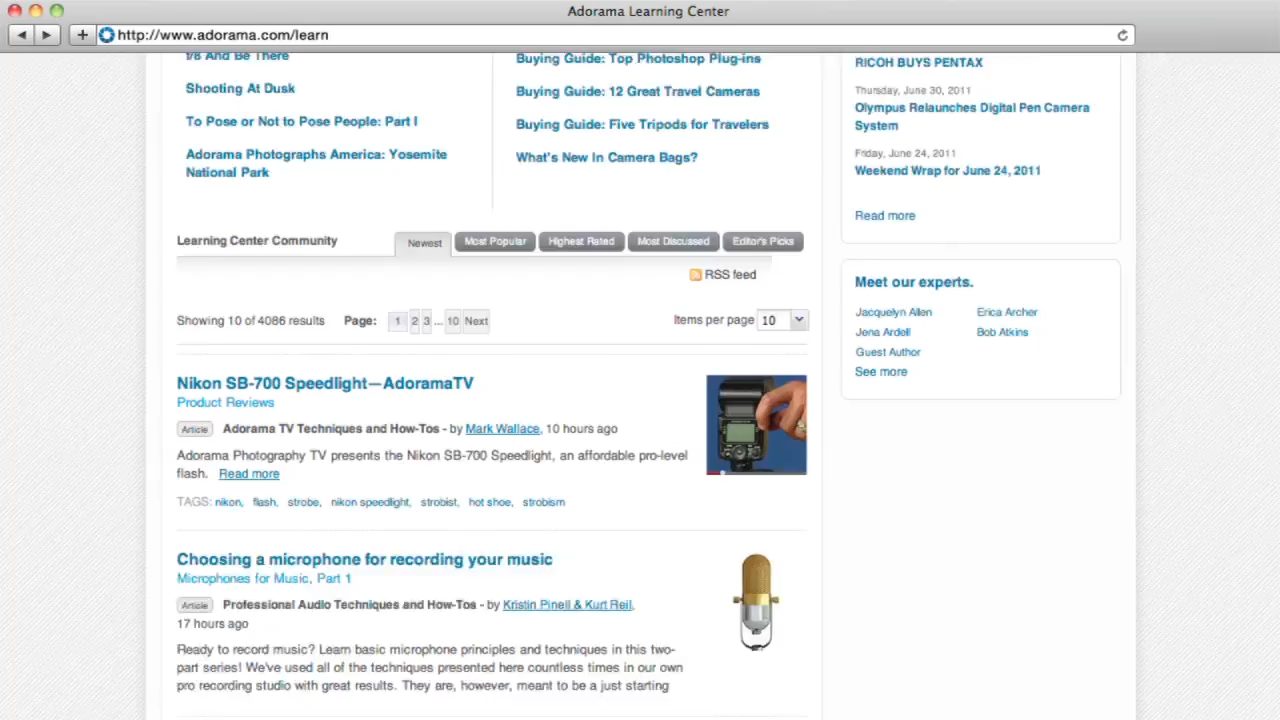 Adorama Learning Center
http://www.adorama.com/learn
f/8 And Be There
Shooting At Dusk
To Pose or Not to Pose People: Part I
Adorama Photographs America: Yosemite
National Park
Buying Guide: Top Photoshop Plug-ins
Buying Guide: 12 Great Travel Cameras
Buying Guide: Five Tripods for Travelers
What's New In Camera Bags?
RICOH BUYS PENTAX
Thursday, June 30, 2011
Olympus Relaunches Digital Pen Camera
System
Friday, June 24, 2011
Weekend Wrap for June 24, 2011
Read more
Learning Center Community
Newest
Most Popular
Highest Rated
Most Discussed
Editor's Picks
RSS feed
Showing 10 of 4086 results Page: 1 2 3 ... 10 Next
Items per page 10
Meet our experts.
Jacquelyn Allen
Erica Archer
Jena Ardell
Bob Atkins
Guest Author
See more
Nikon SB-700 Speedlight—AdoramaTV
Product Reviews
Article Adorama TV Techniques and How-Tos - by Mark Wallace, 10 hours ago
Adorama Photography TV presents the Nikon SB-700 Speedlight, an affordable pro-level
flash. Read more
TAGS: nikon, flash, strobe, nikon speedlight, strobist, hot shoe, strobism
Choosing a microphone for recording your music
Microphones for Music, Part 1
Article Professional Audio Techniques and How-Tos - by Kristin Pinell & Kurt Reil,
17 hours ago
Ready to record music? Learn basic microphone principles and techniques in this two-
part series! We've used all of the techniques presented here countless times in our own
pro recording studio with great results. They are, however, meant to be a just starting